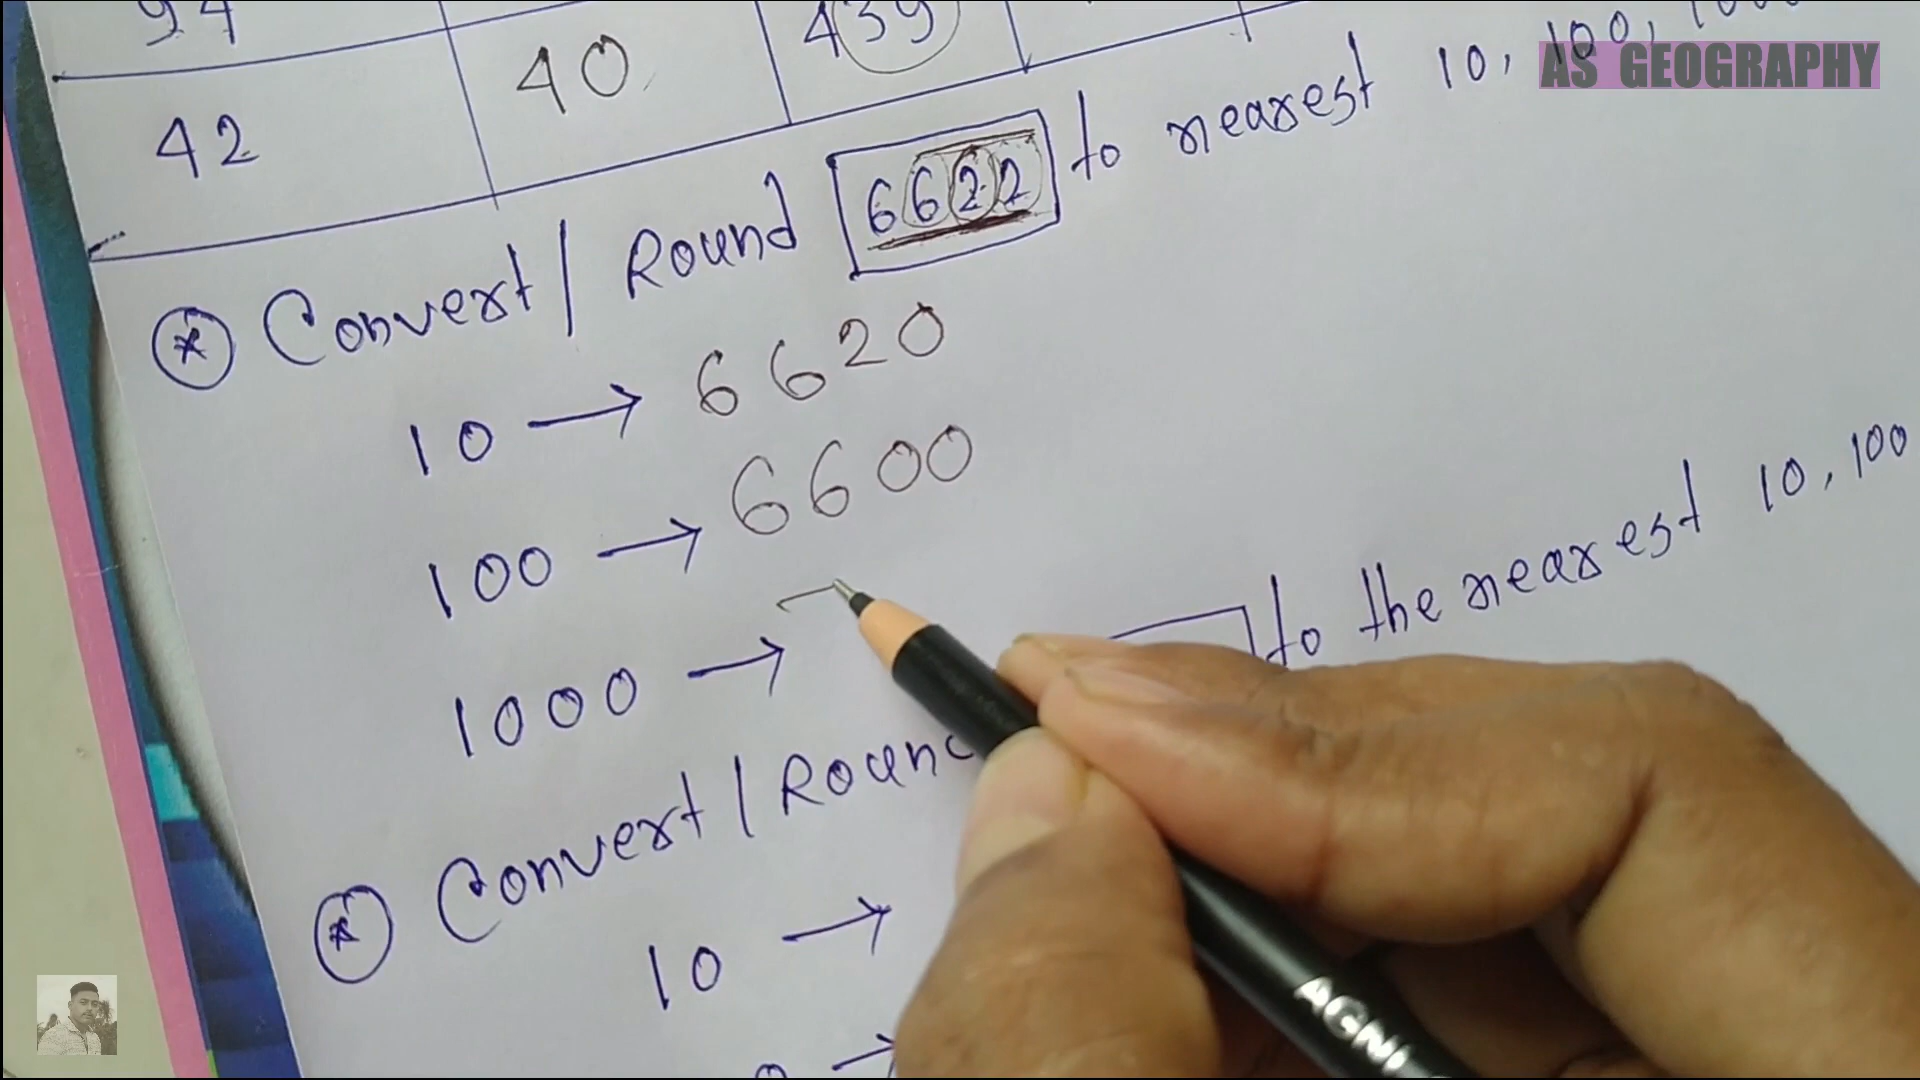 94
42 40 439
AS GEOGRAPHY
* Convert / Round 6622 to nearest 10, 100,
10 → 6620
100 → 6600
1000 →
* Convert / Round to the nearest 10, 100
10 →
AGNI